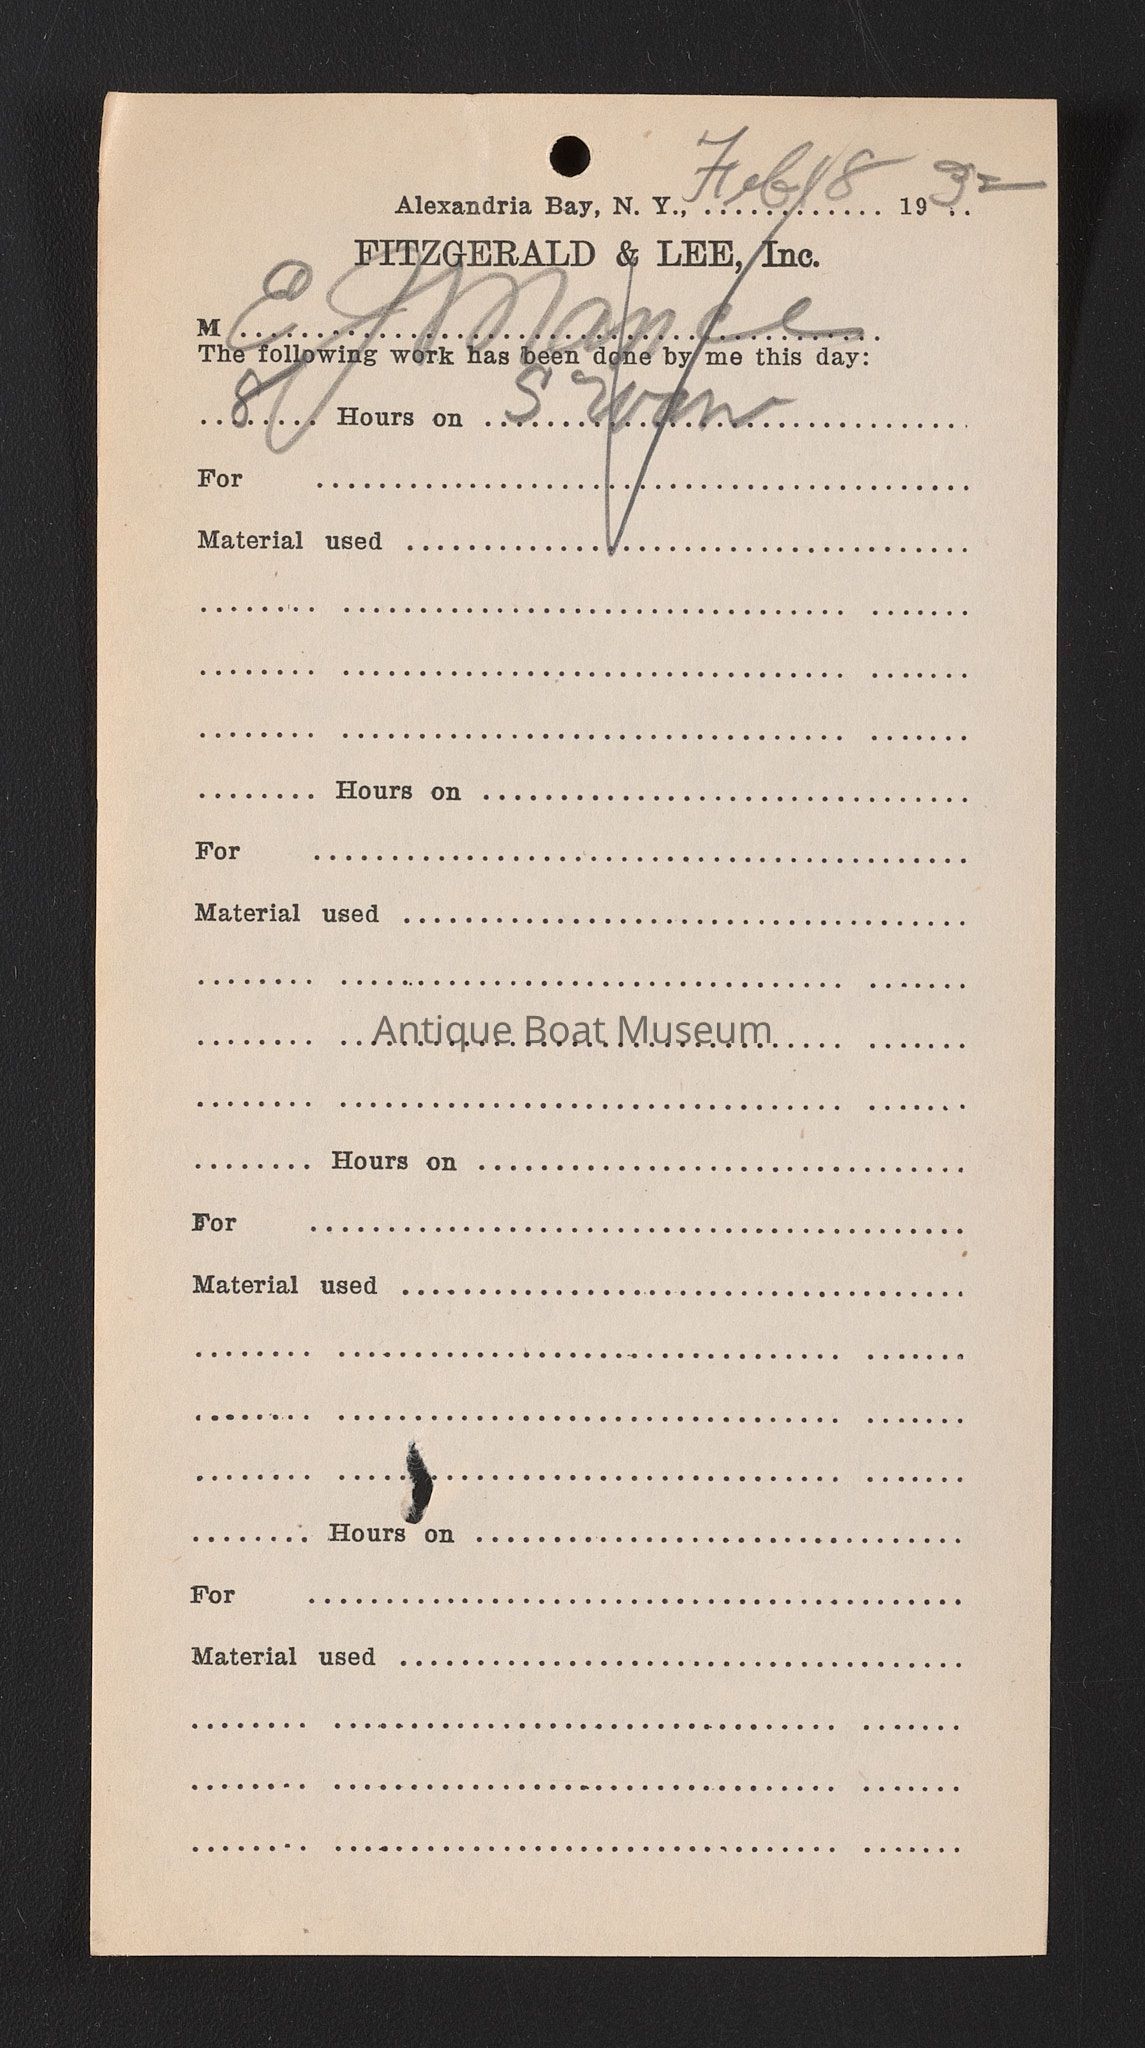 Alexandria Bay, N. Y., Feb 18 1932
FITZGERALD & LEE, Inc.
M E J Mance
The following work has been done by me this day:
8 Hours on Swan
For
Material used
Hours on
For
Material used
Antique Boat Museum
Hours on
For
Material used
Hours on
For
Material used